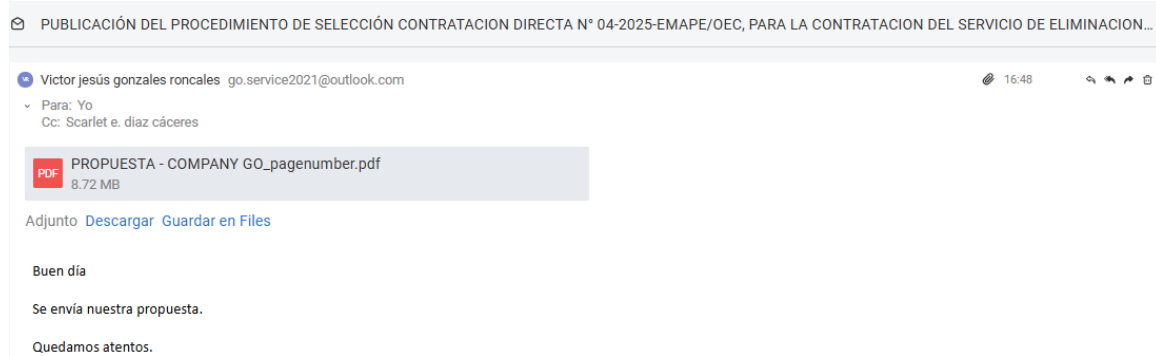 PUBLICACIÓN DEL PROCEDIMIENTO DE SELECCIÓN CONTRATACION DIRECTA N° 04-2025-EMAPE/OEC, PARA LA CONTRATACION DEL SERVICIO DE ELIMINACION...
VR Victor jesús gonzales roncales go.service2021@outlook.com 16:48
Para: Yo
Cc: Scarlet e. diaz cáceres
PDF PROPUESTA - COMPANY GO_pagenumber.pdf
8.72 MB
Adjunto Descargar Guardar en Files
Buen día
Se envía nuestra propuesta.
Quedamos atentos.